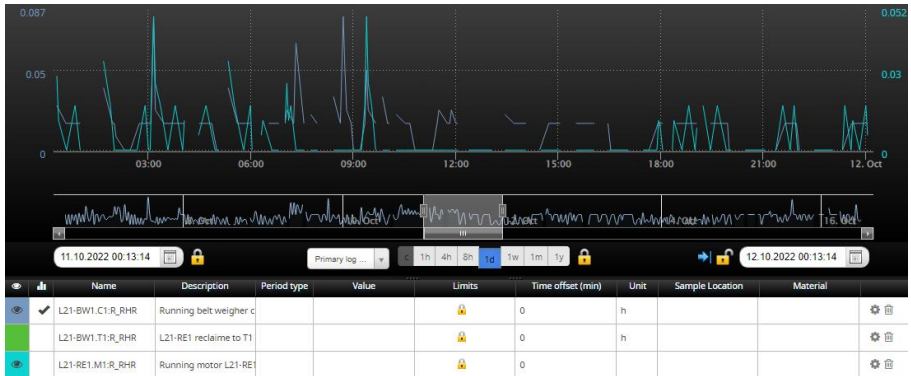 0.087
0.052
0.05
0.03
0
0
03:00
06:00
09:00
12:00
15:00
18:00
21:00
12. Oct
Oct
Oct
Oct
Oct
16. Oct
11.10.2022 00:13:14
Primary log ...
c 1h 4h 8h 1d 1w 1m 1y
12.10.2022 00:13:14
Name Description Period type Value Limits Time offset (min) Unit Sample Location Material
L21-BW1.C1:R_RHR Running belt weigher c 0 h
L21-BW1.T1:R_RHR L21-RE1 reclaime to T1 0 h
L21-RE1.M1:R_RHR Running motor L21-RE1 0